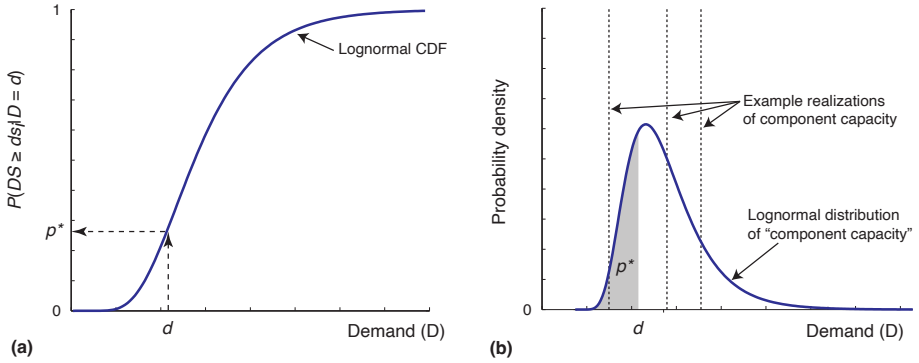 1
Lognormal CDF
P(DS ≥ dsᵢ|D = d)
p*
0
d
Demand (D)
(a)
Probability density
Example realizations
of component capacity
Lognormal distribution
of “component capacity”
p*
0
d
Demand (D)
(b)